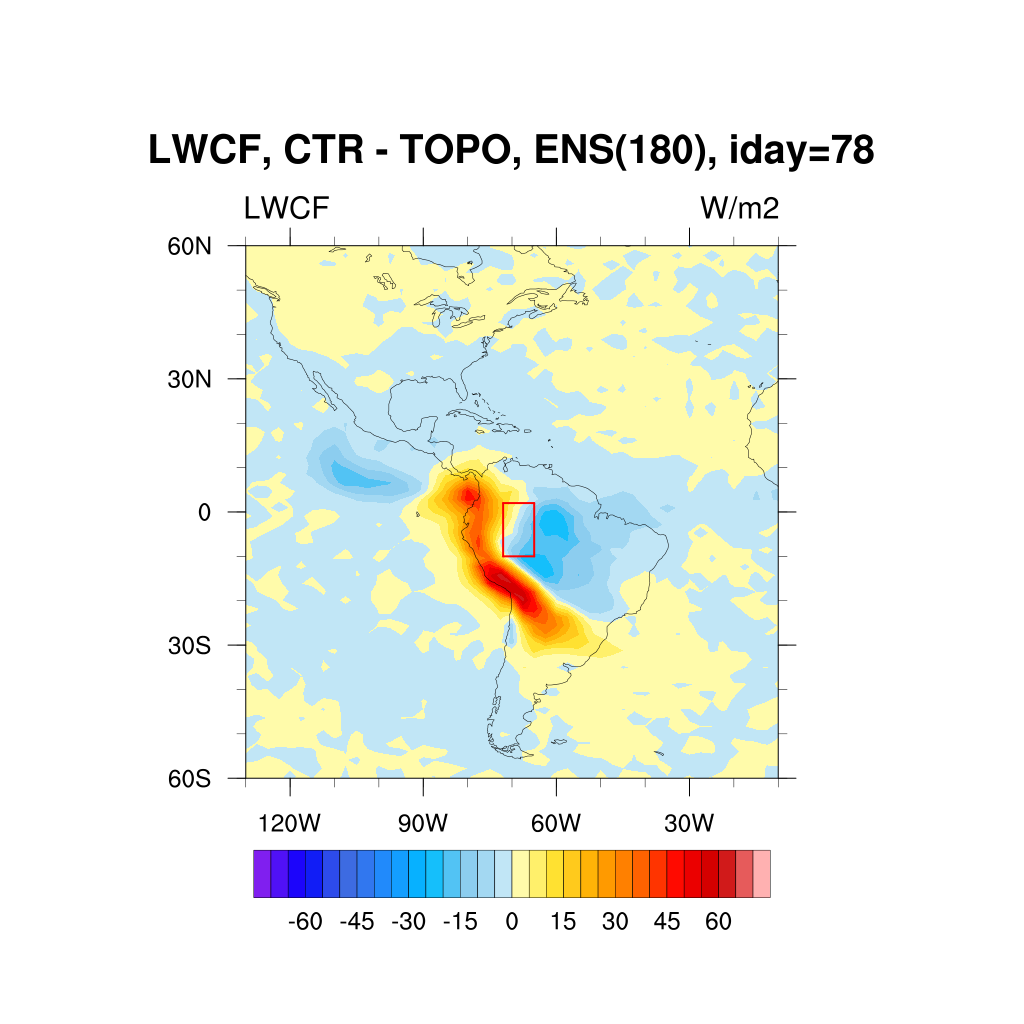 LWCF, CTR - TOPO, ENS(180), iday=78
LWCF W/m2
60N
30N
0
30S
60S
120W 90W 60W 30W
-60 -45 -30 -15 0 15 30 45 60